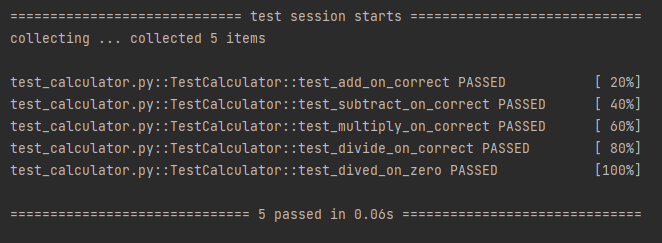 ============================= test session starts =============================
collecting ... collected 5 items
test_calculator.py::TestCalculator::test_add_on_correct PASSED [ 20%]
test_calculator.py::TestCalculator::test_subtract_on_correct PASSED [ 40%]
test_calculator.py::TestCalculator::test_multiply_on_correct PASSED [ 60%]
test_calculator.py::TestCalculator::test_divide_on_correct PASSED [ 80%]
test_calculator.py::TestCalculator::test_dived_on_zero PASSED [100%]
============================== 5 passed in 0.06s ==============================